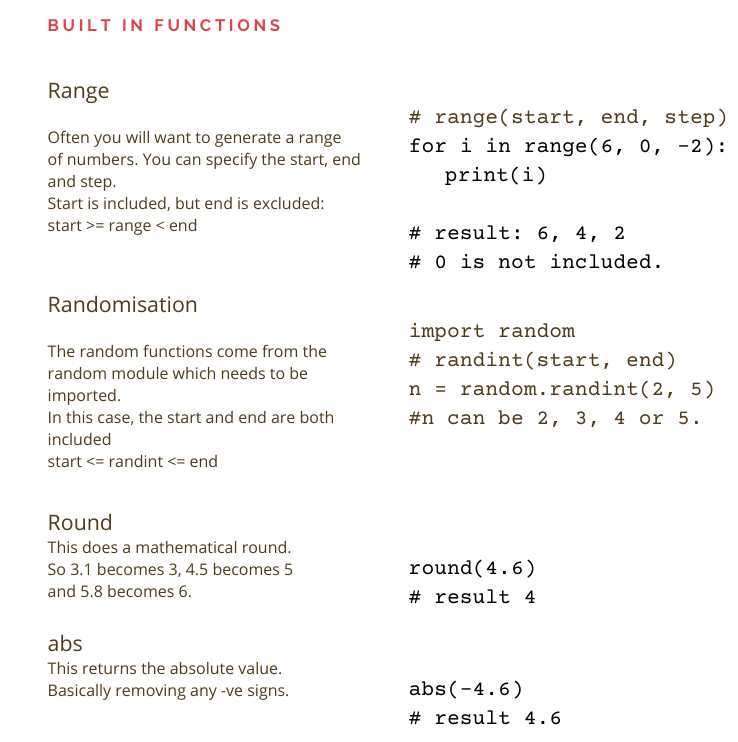 BUILT IN FUNCTIONS
Range
Often you will want to generate a range
of numbers. You can specify the start, end
and step.
Start is included, but end is excluded:
start >= range < end
# range(start, end, step)
for i in range(6, 0, -2):
print(i)
# result: 6, 4, 2
# 0 is not included.
Randomisation
The random functions come from the
random module which needs to be
imported.
In this case, the start and end are both
included
start <= randint <= end
import random
# randint(start, end)
n = random.randint(2, 5)
#n can be 2, 3, 4 or 5.
Round
This does a mathematical round.
So 3.1 becomes 3, 4.5 becomes 5
and 5.8 becomes 6.
round(4.6)
# result 4
abs
This returns the absolute value.
Basically removing any -ve signs.
abs(-4.6)
# result 4.6